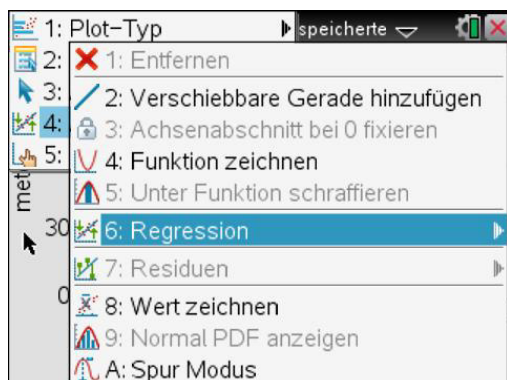 1: Plot-Typ
speicherte
2:
1: Entfernen
3:
2: Verschiebbare Gerade hinzufügen
4:
3: Achsenabschnitt bei 0 fixieren
5:
4: Funktion zeichnen
5: Unter Funktion schraffieren
met
30
6: Regression
7: Residuen
0
8: Wert zeichnen
9: Normal PDF anzeigen
A: Spur Modus